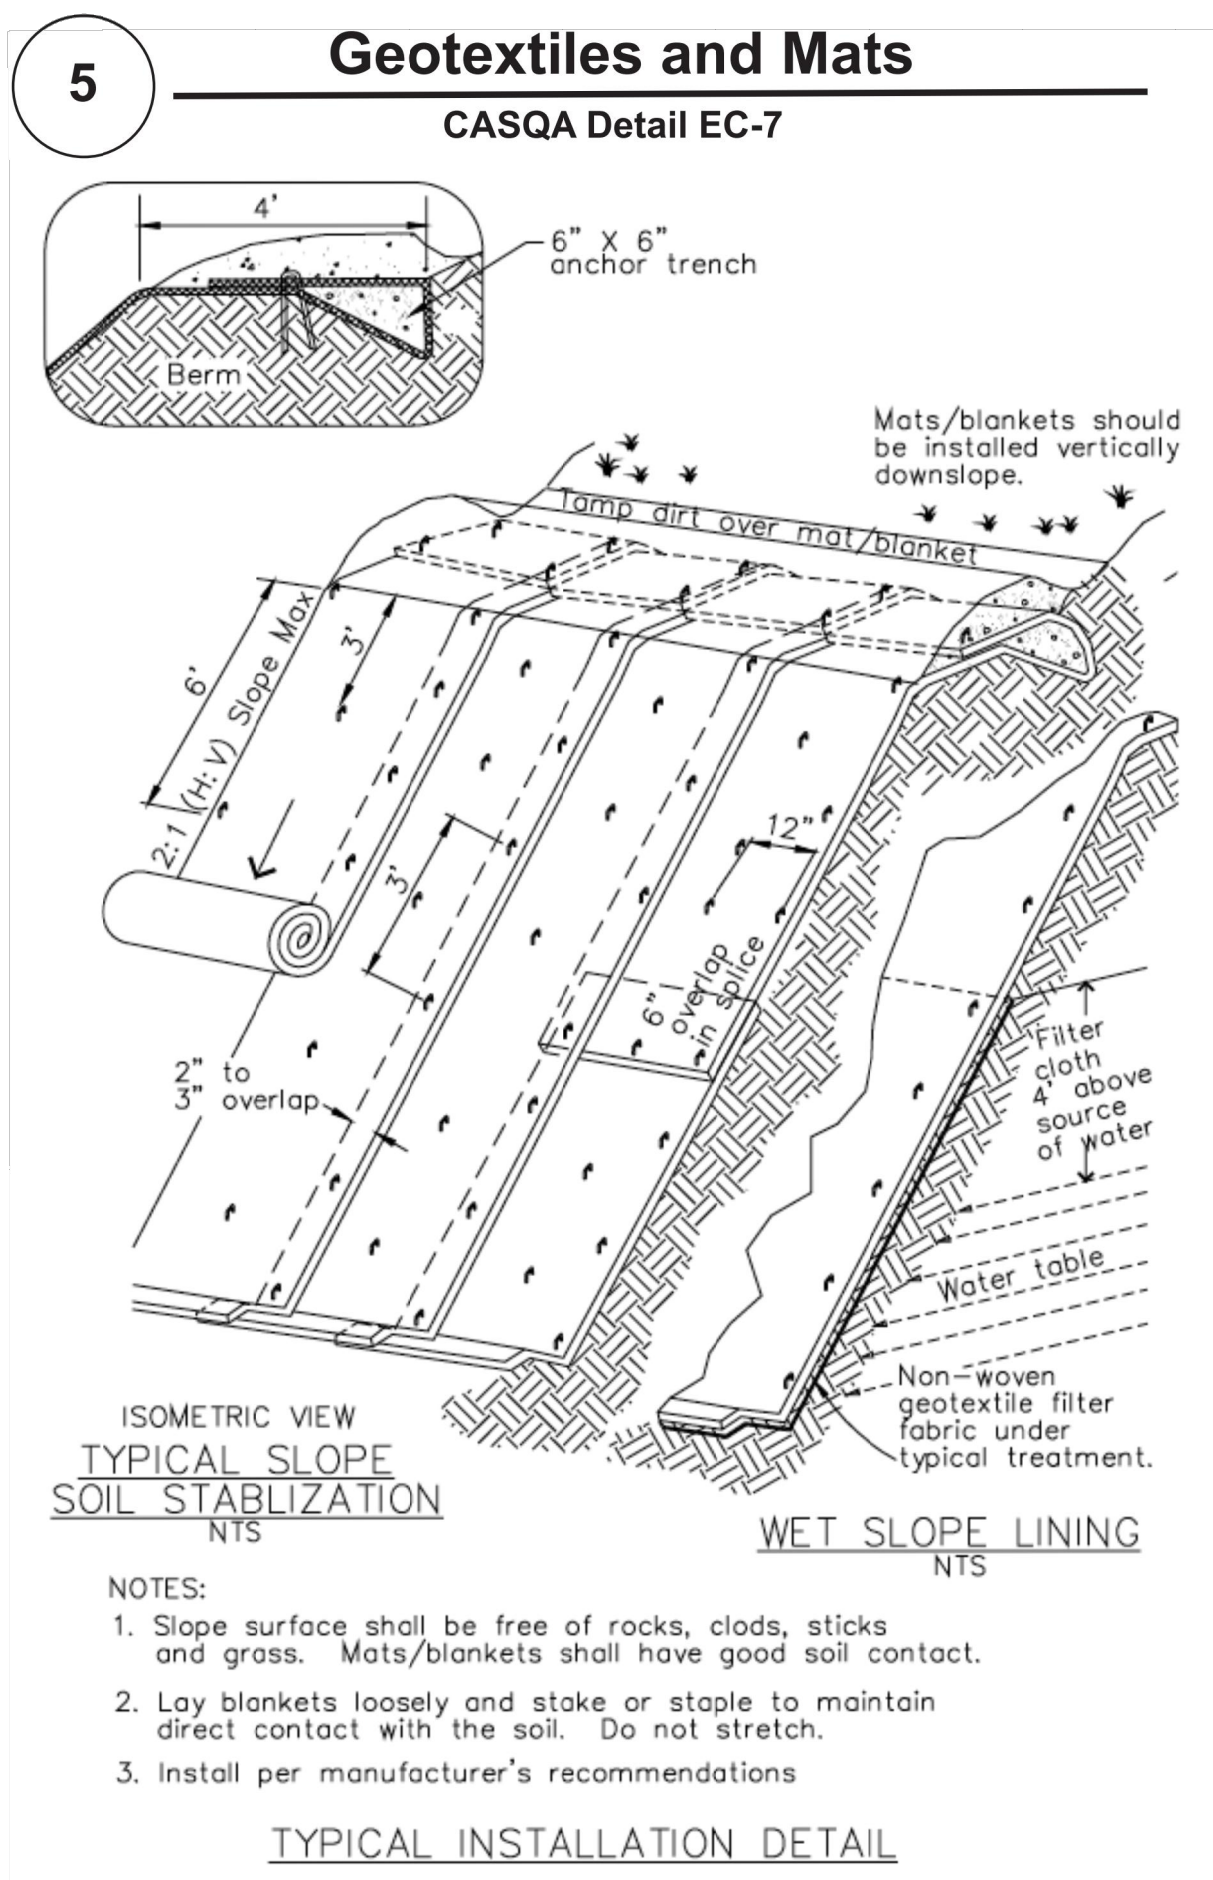 5
Geotextiles and Mats
CASQA Detail EC-7
4'
6" X 6"
anchor trench
Berm
Mats/blankets should
be installed vertically
downslope.
Tamp dirt over mat/blanket
6'
3'
2:1 (H:V) Slope Max
12"
3'
6"
overlap
in splice
2" to
3" overlap
Filter
cloth
4' above
source
of water
Water table
Non-woven
geotextile filter
fabric under
typical treatment.
ISOMETRIC VIEW
TYPICAL SLOPE
SOIL STABLIZATION
NTS
WET SLOPE LINING
NTS
NOTES:
1. Slope surface shall be free of rocks, clods, sticks
and grass. Mats/blankets shall have good soil contact.
2. Lay blankets loosely and stake or staple to maintain
direct contact with the soil. Do not stretch.
3. Install per manufacturer's recommendations
TYPICAL INSTALLATION DETAIL